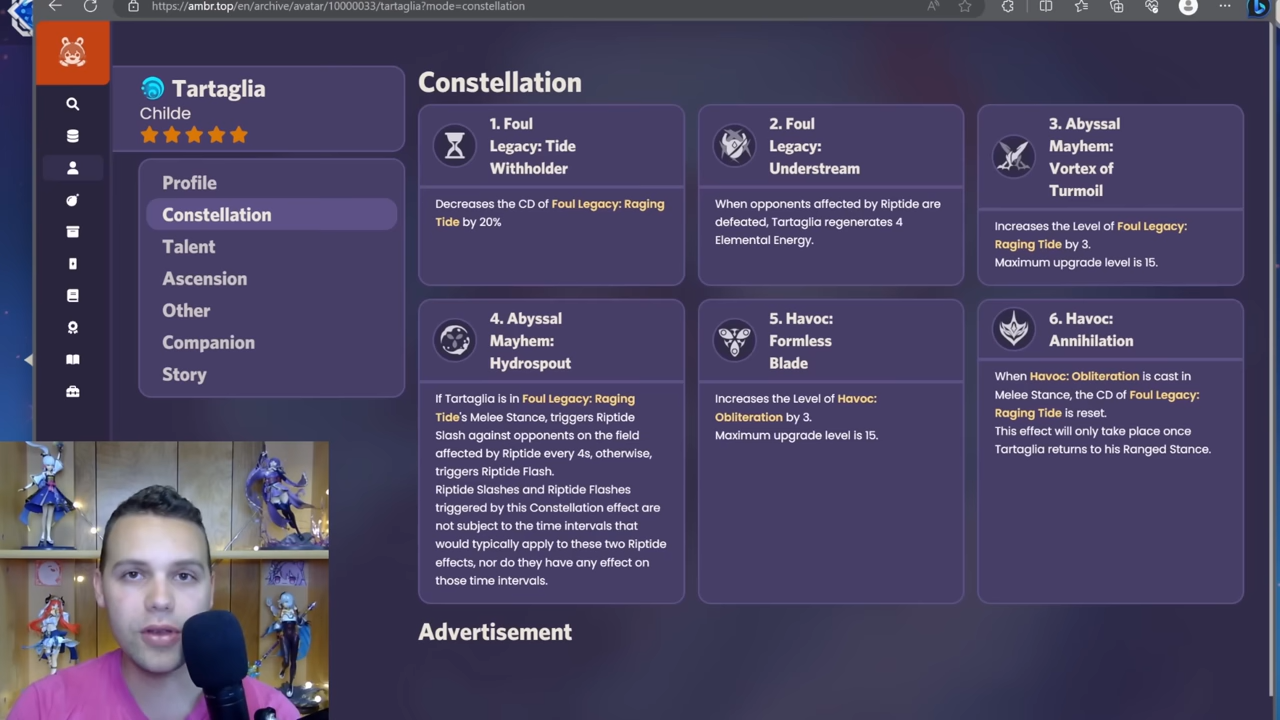 https://ambr.top/en/archive/avatar/10000033/tartaglia?mode=constellation
Tartaglia
Childe
Profile
Constellation
Talent
Ascension
Other
Companion
Story
Constellation
1. Foul
Legacy: Tide
Withholder
Decreases the CD of Foul Legacy: Raging
Tide by 20%
2. Foul
Legacy:
Understream
When opponents affected by Riptide are
defeated, Tartaglia regenerates 4
Elemental Energy.
3. Abyssal
Mayhem:
Vortex of
Turmoil
Increases the Level of Foul Legacy:
Raging Tide by 3.
Maximum upgrade level is 15.
4. Abyssal
Mayhem:
Hydrospout
If Tartaglia is in Foul Legacy: Raging
Tide's Melee Stance, triggers Riptide
Slash against opponents on the field
affected by Riptide every 4s, otherwise,
triggers Riptide Flash.
Riptide Slashes and Riptide Flashes
triggered by this Constellation effect are
not subject to the time intervals that
would typically apply to these two Riptide
effects, nor do they have any effect on
those time intervals.
5. Havoc:
Formless
Blade
Increases the Level of Havoc:
Obliteration by 3.
Maximum upgrade level is 15.
6. Havoc:
Annihilation
When Havoc: Obliteration is cast in
Melee Stance, the CD of Foul Legacy:
Raging Tide is reset.
This effect will only take place once
Tartaglia returns to his Ranged Stance.
Advertisement